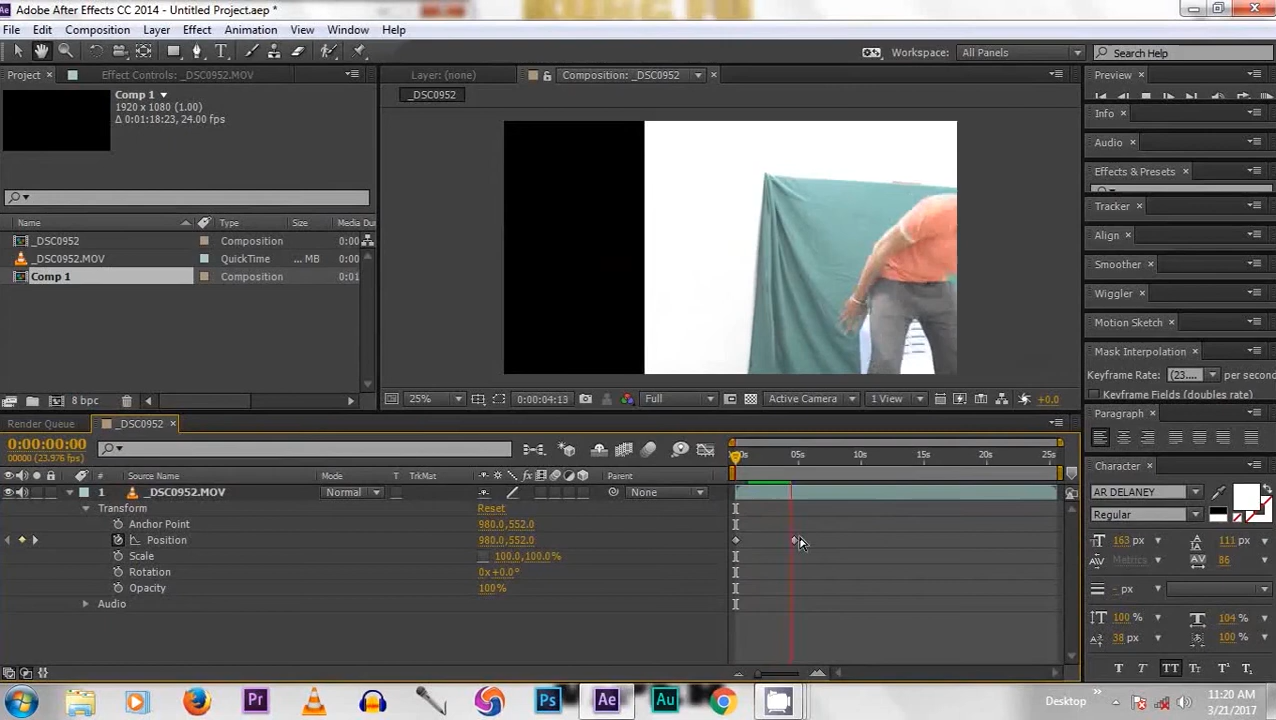 Adobe After Effects CC 2014 - Untitled Project.aep *
File Edit Composition Layer Effect Animation View Window Help
Workspace: All Panels
Search Help
Project
Effect Controls: _DSC0952.MOV
Layer: (none)
Composition: _DSC0952
_DSC0952
Comp 1
1920 x 1080 (1.00)
Δ 0:01:18:23, 24.00 fps
Name Type Size Media Du
_DSC0952 Composition 0:00
_DSC0952.MOV QuickTime ... MB 0:00
Comp 1 Composition 0:01
8 bpc
25% 0:00:04:13 Full Active Camera 1 View +0.0
Preview
Info
Audio
Effects & Presets
Tracker
Align
Smoother
Wiggler
Motion Sketch
Mask Interpolation
Keyframe Rate: (23.... per second
Keyframe Fields (doubles rate)
Paragraph
Character
AR DELANEY
Regular
163 px 111 px
Metrics 86
- px
100 % 104 %
38 px 100 %
T T TT Tr T¹ T₁
Render Queue
_DSC0952
0:00:00:00
00000 (23.976 fps)
05s 10s 15s 20s 25s
# Source Name Mode T TrkMat Parent
1 _DSC0952.MOV Normal None
Transform Reset
Anchor Point 980.0,552.0
Position 980.0,552.0
Scale 100.0,100.0%
Rotation 0x+0.0°
Opacity 100%
Audio
Pr Ps Ae Au
Desktop
11:20 AM
3/21/2017